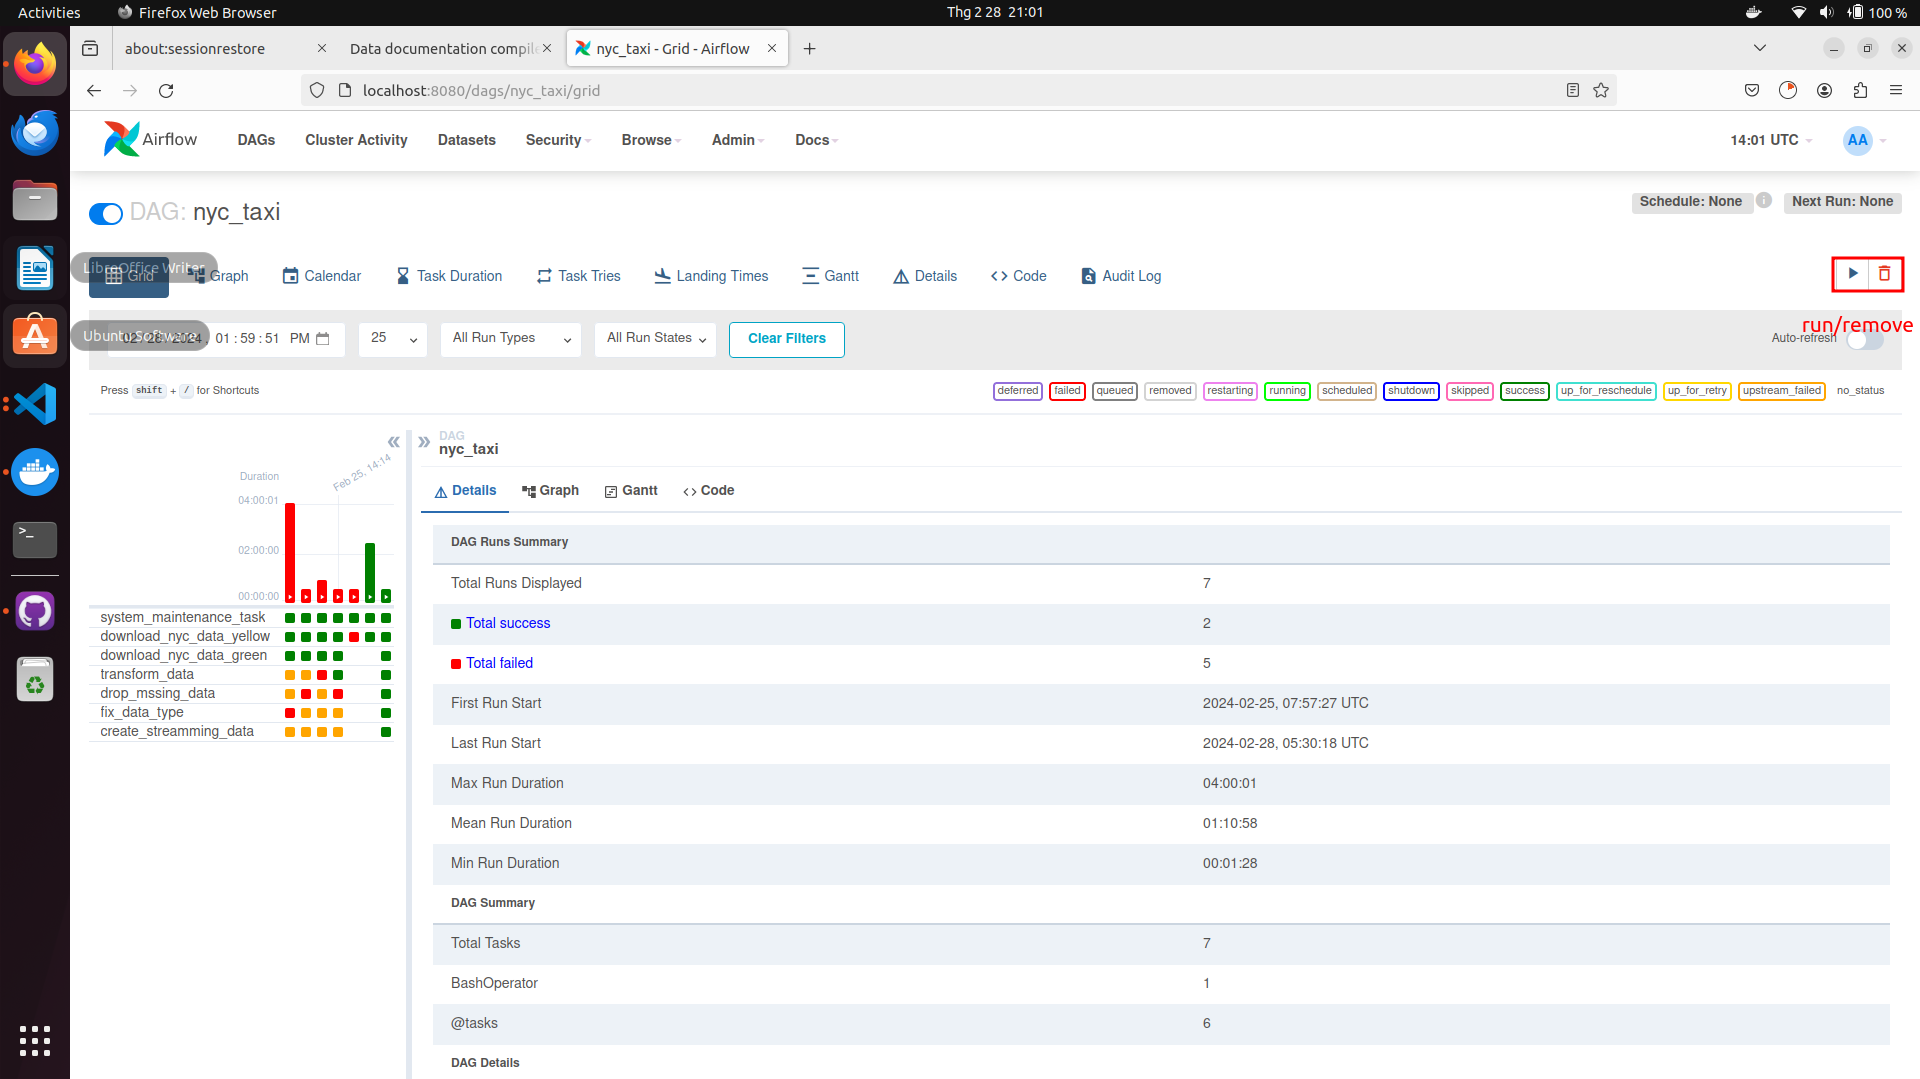 Activities Firefox Web Browser Thg 2 28 21:01 100 %
about:sessionrestore Data documentation compile nyc_taxi - Grid - Airflow
localhost:8080/dags/nyc_taxi/grid
Airflow DAGs Cluster Activity Datasets Security Browse Admin Docs 14:01 UTC AA
DAG: nyc_taxi Schedule: None Next Run: None
LibreOffice Writer
Grid Graph Calendar Task Duration Task Tries Landing Times Gantt Details Code Audit Log
run/remove
Ubuntu Software
01 : 59 : 51 PM 25 All Run Types All Run States Clear Filters Auto-refresh
Press shift + / for Shortcuts deferred failed queued removed restarting running scheduled shutdown skipped success up_for_reschedule up_for_retry upstream_failed no_status
DAG
nyc_taxi
Feb 25, 14:14
Duration
04:00:01
02:00:00
00:00:00
system_maintenance_task
download_nyc_data_yellow
download_nyc_data_green
transform_data
drop_mssing_data
fix_data_type
create_streamming_data
Details Graph Gantt Code
DAG Runs Summary
Total Runs Displayed 7
Total success 2
Total failed 5
First Run Start 2024-02-25, 07:57:27 UTC
Last Run Start 2024-02-28, 05:30:18 UTC
Max Run Duration 04:00:01
Mean Run Duration 01:10:58
Min Run Duration 00:01:28
DAG Summary
Total Tasks 7
BashOperator 1
@tasks 6
DAG Details